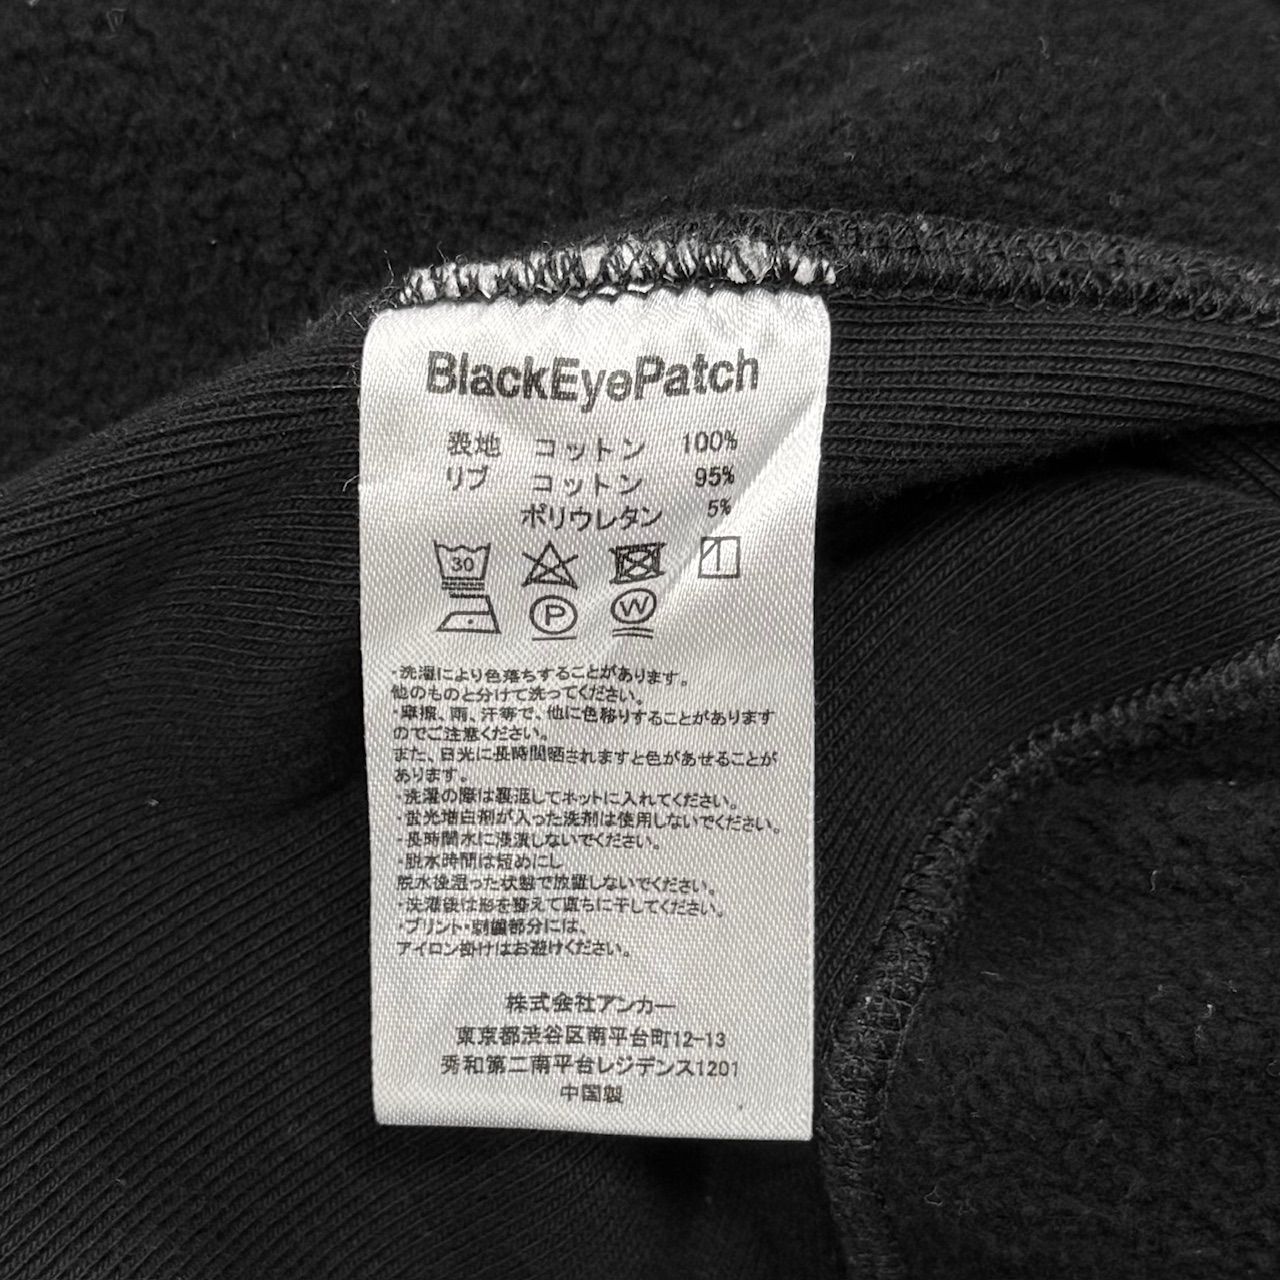 BlackEyePatch
表地 コットン 100%
リブ コットン 95%
ポリウレタン 5%
30
P W
・洗濯により色落ちすることがあります。
他のものと分けて洗ってください。
・摩擦、雨、汗等で、他に色移りすることがあります
のでご注意ください。
また、日光に長時間晒されますと色があせることが
あります。
・洗濯の際は裏返してネットに入れてください。
・蛍光増白剤が入った洗剤は使用しないでください。
・長時間水に浸漬しないでください。
・脱水時間は短めにし
脱水後湿った状態で放置しないでください。
・洗濯後は形を整えて直ちに干してください。
・プリント・刺繍部分には、
アイロン掛けはお避けください。
株式会社アンカー
東京都渋谷区南平台町12-13
秀和第二南平台レジデンス1201
中国製